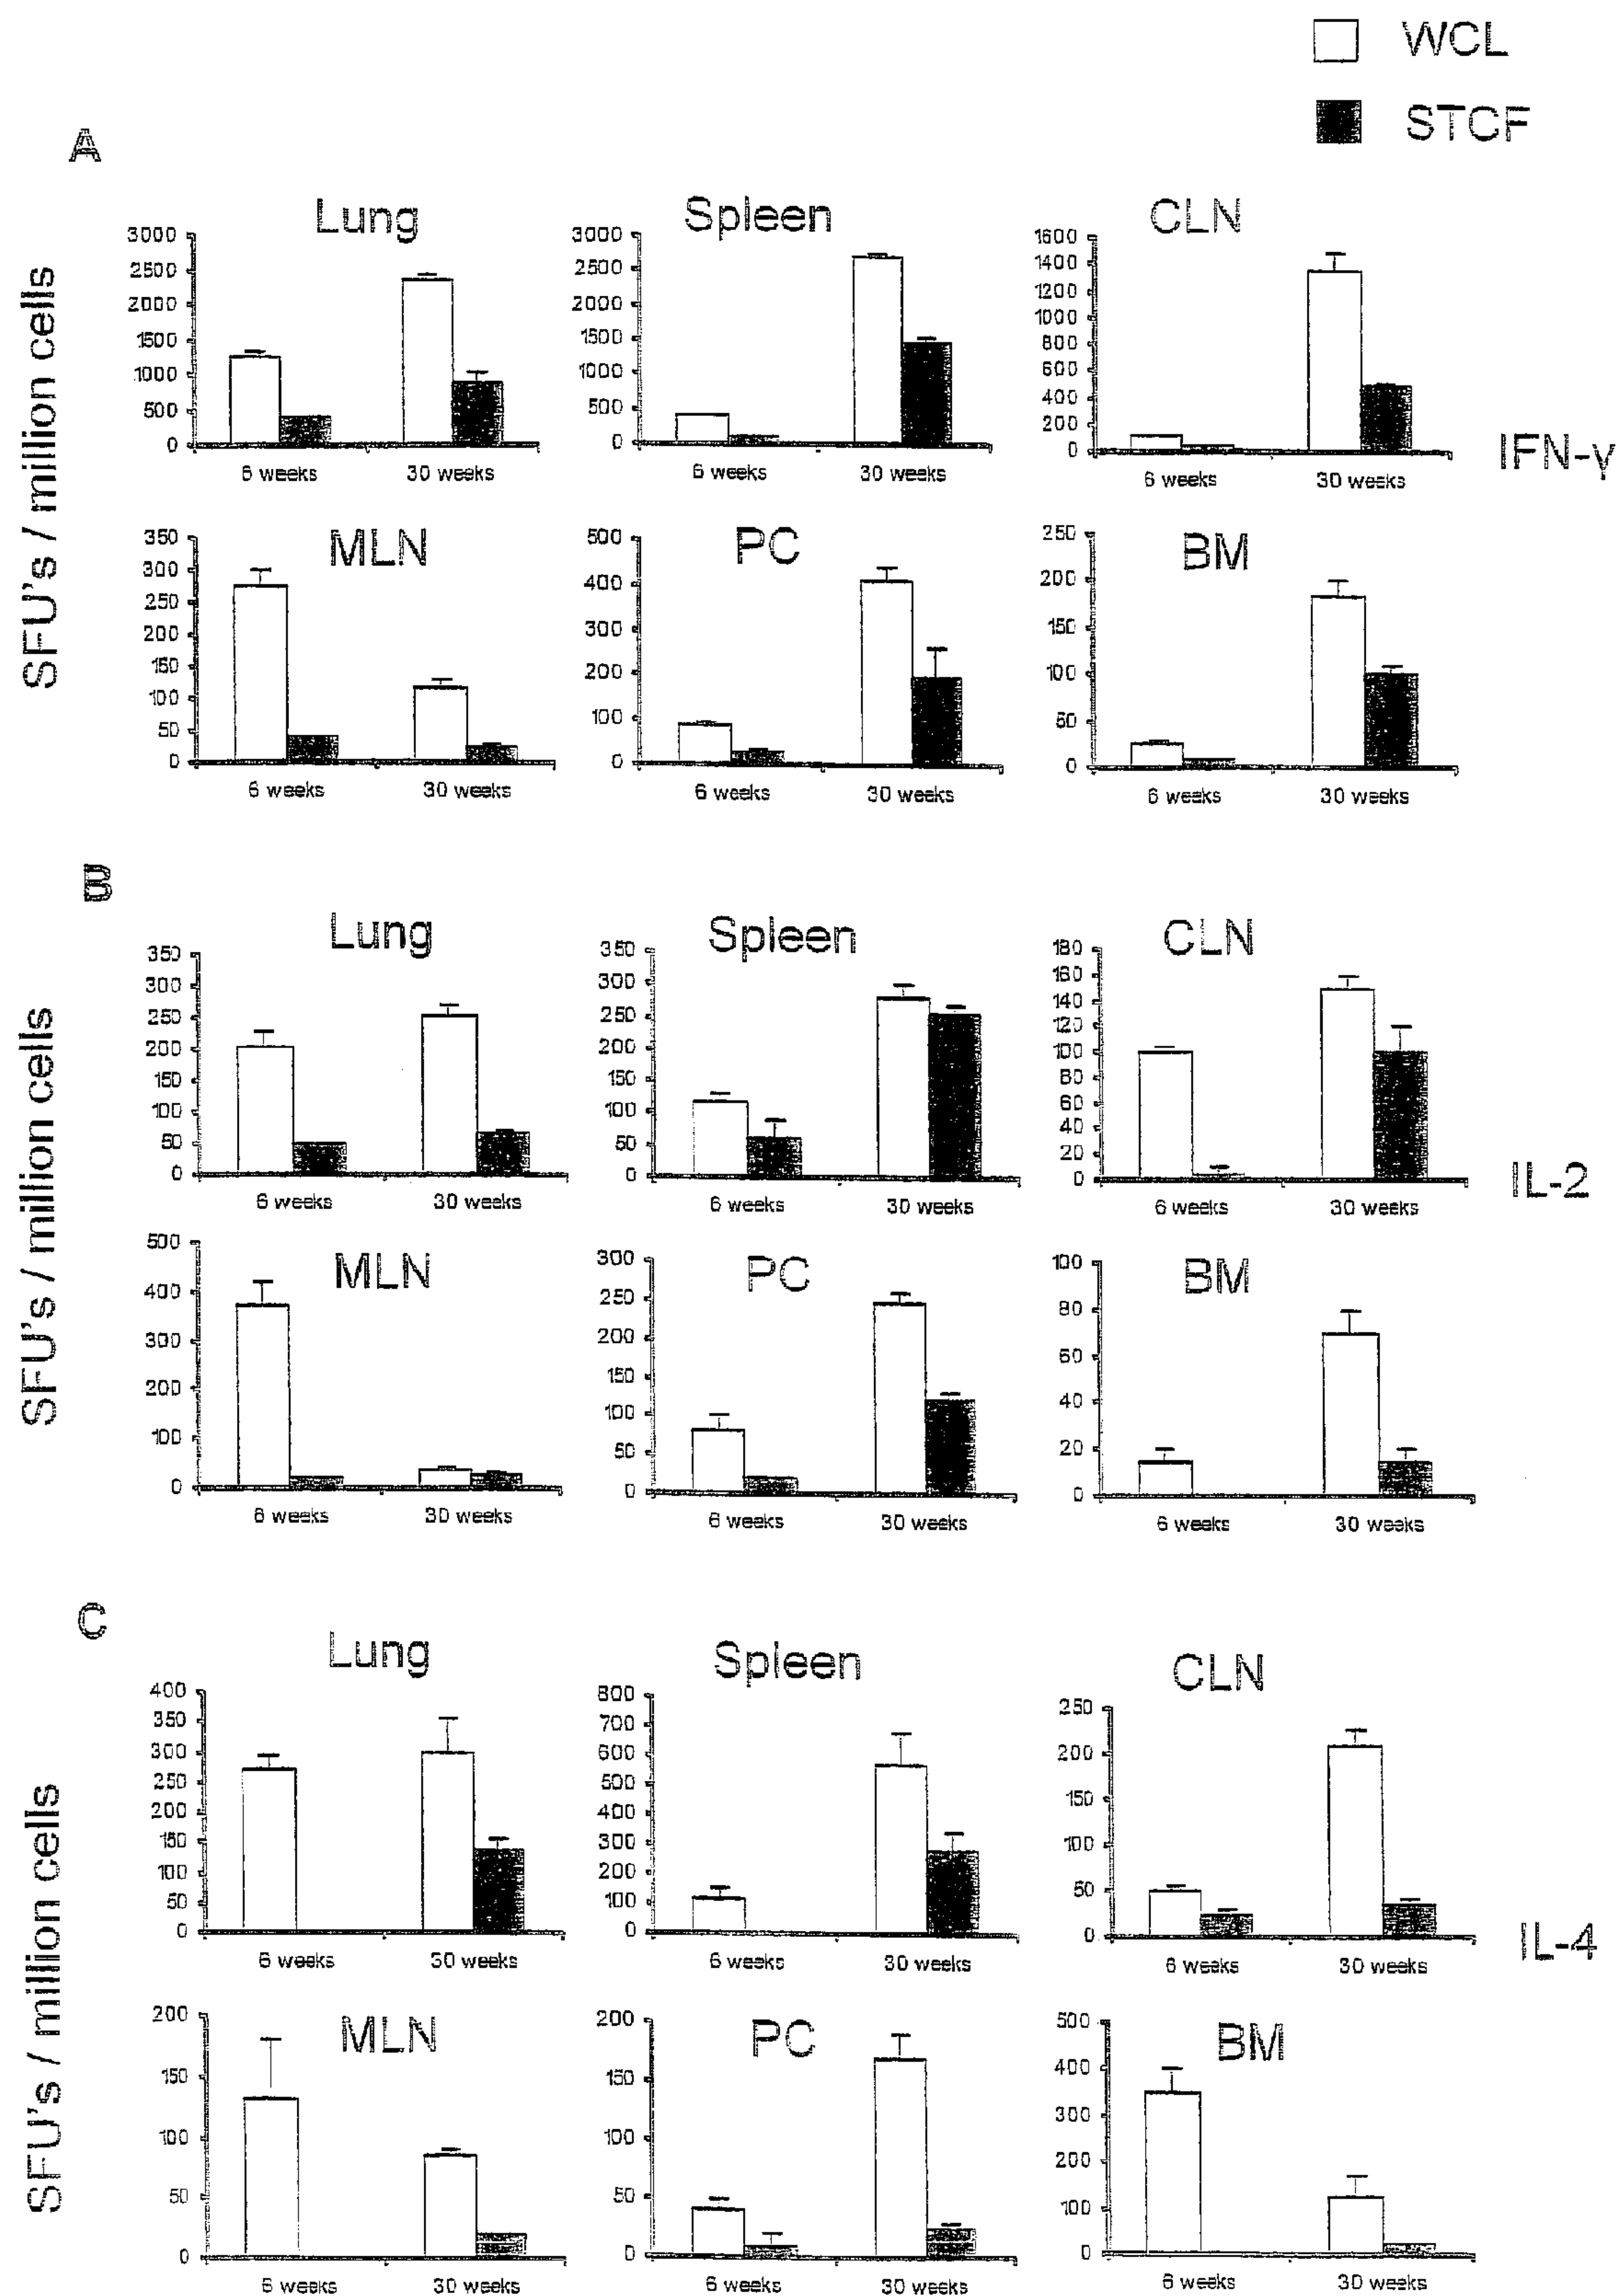 WCL
STCF
A
SFU's / million cells
Lung
3000
2500
2000
1500
1000
500
0
6 weeks 30 weeks
Spleen
3000
2500
2000
1500
1000
500
0
6 weeks 30 weeks
CLN
1600
1400
1200
1000
800
600
400
200
0
6 weeks 30 weeks
IFN-γ
MLN
350
300
250
200
150
100
50
0
6 weeks 30 weeks
PC
500
400
300
200
100
0
6 weeks 30 weeks
BM
250
200
150
100
50
0
6 weeks 30 weeks
B
SFU's / million cells
Lung
350
300
250
200
150
100
50
0
6 weeks 30 weeks
Spleen
350
300
250
200
150
100
50
0
6 weeks 30 weeks
CLN
180
160
140
120
100
80
60
40
20
0
6 weeks 30 weeks
IL-2
MLN
500
400
300
200
100
0
6 weeks 30 weeks
PC
300
250
200
150
100
50
0
6 weeks 30 weeks
BM
100
80
60
40
20
0
6 weeks 30 weeks
C
SFU's / million cells
Lung
400
350
300
250
200
150
100
50
0
6 weeks 30 weeks
Spleen
800
700
600
500
400
300
200
100
0
6 weeks 30 weeks
CLN
250
200
150
100
50
0
6 weeks 30 weeks
IL-4
MLN
200
150
100
50
0
6 weeks 30 weeks
PC
200
150
100
50
0
6 weeks 30 weeks
BM
500
400
300
200
100
0
6 weeks 30 weeks